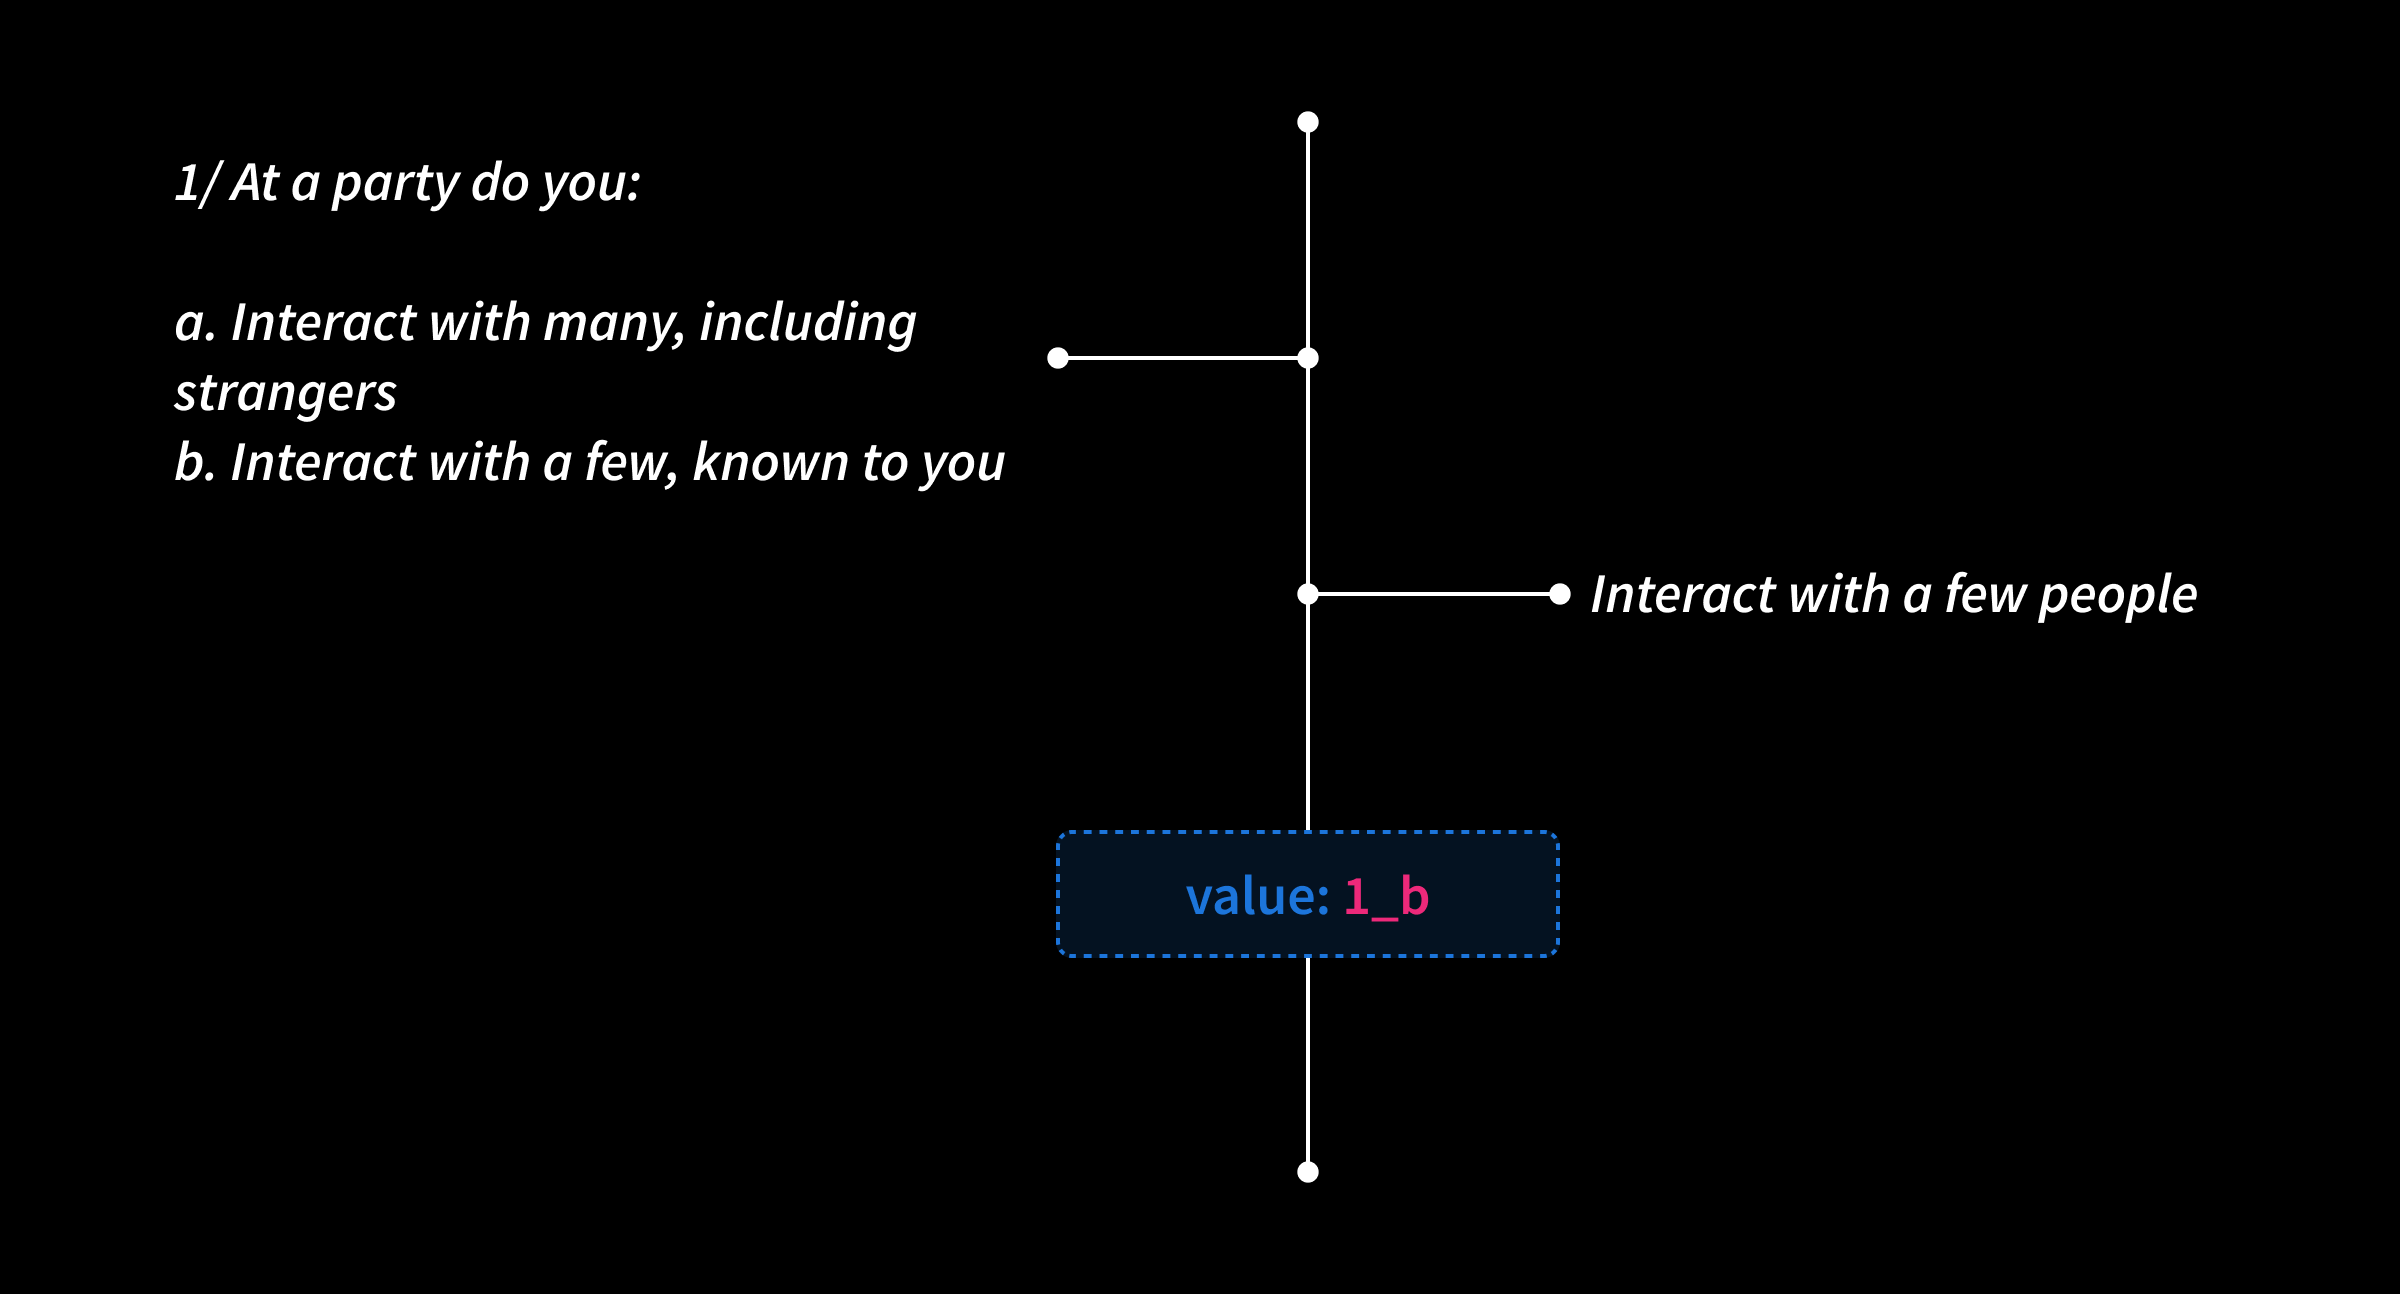 1/ At a party do you:
a. Interact with many, including
strangers
b. Interact with a few, known to you
Interact with a few people
value: 1_b